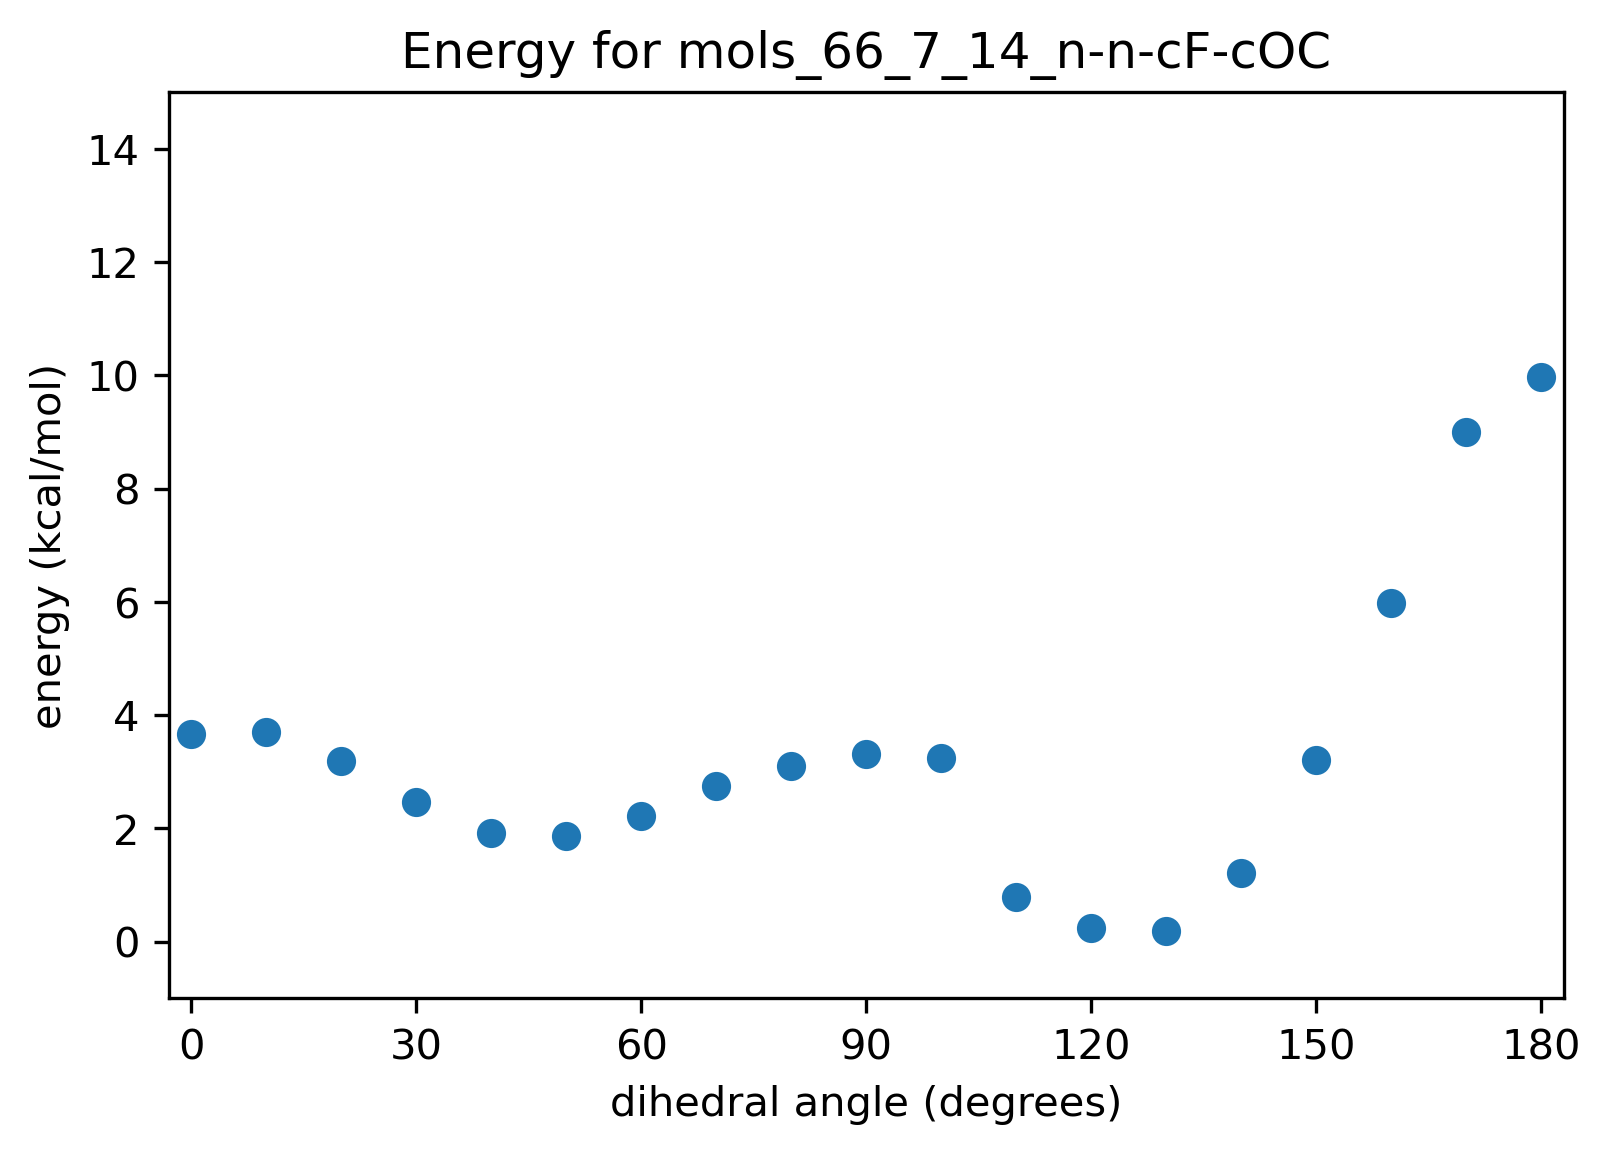 Energy for mols_66_7_14_n-n-cF-cOC
energy (kcal/mol)
14
12
10
8
6
4
2
0
0 30 60 90 120 150 180
dihedral angle (degrees)